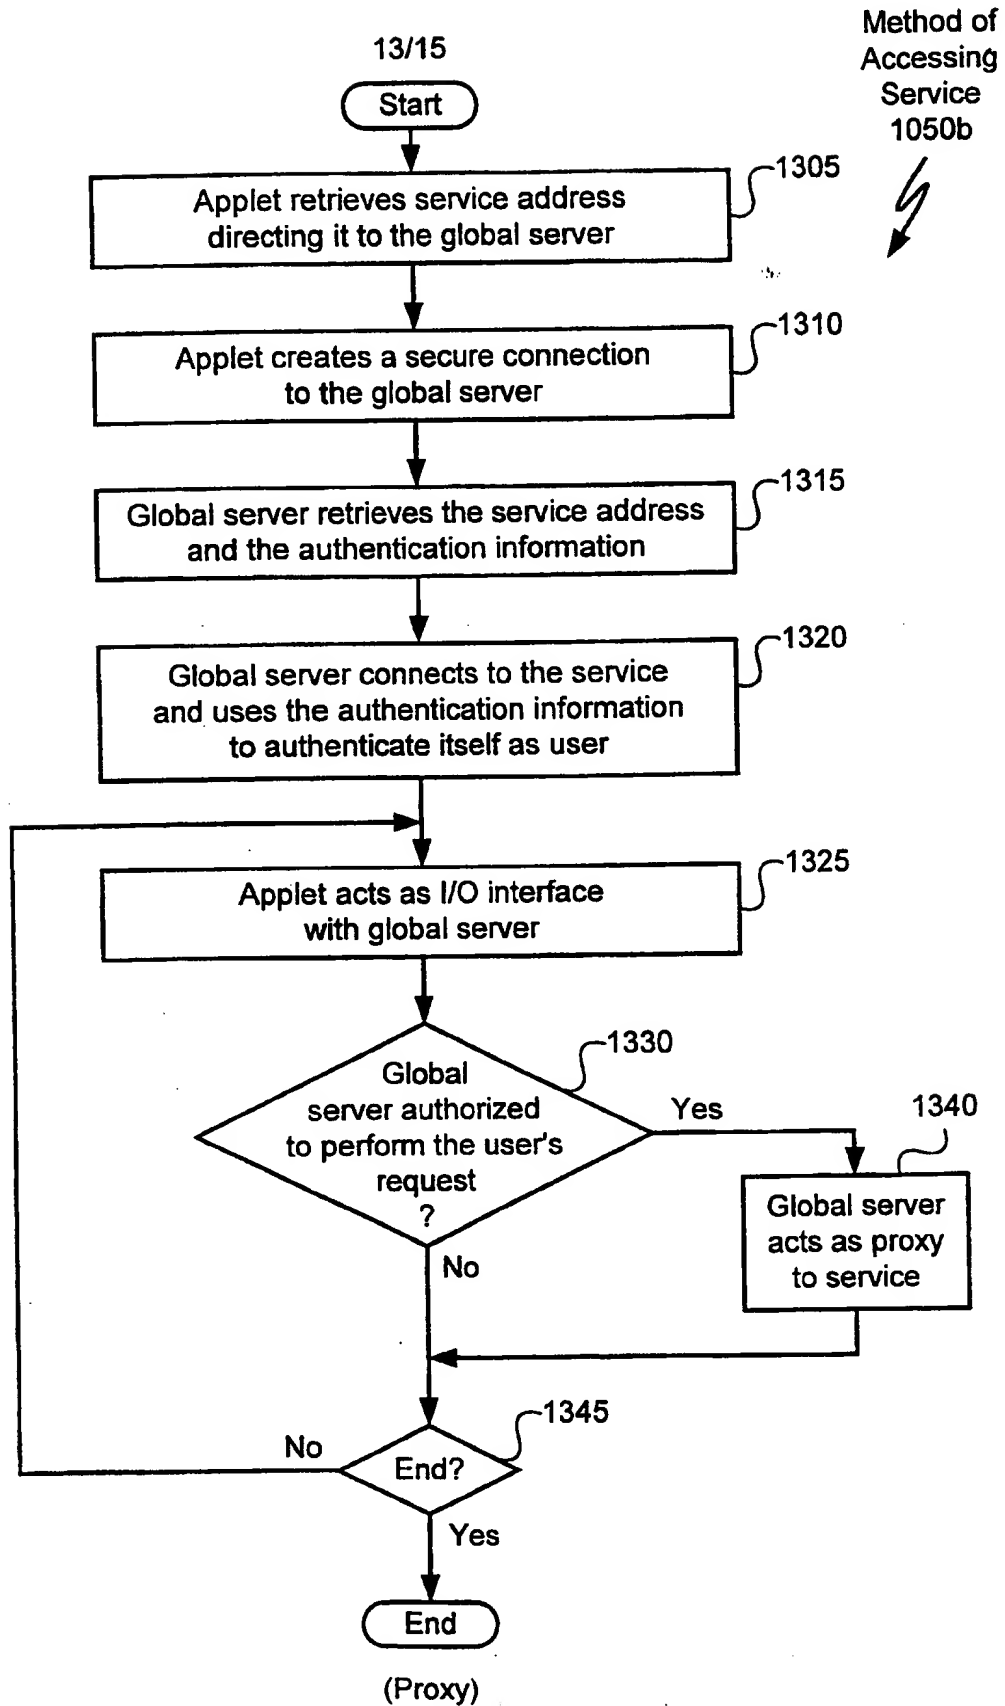 13/15
Method of
Accessing
Service
1050b
Start
1305
Applet retrieves service address
directing it to the global server
1310
Applet creates a secure connection
to the global server
1315
Global server retrieves the service address
and the authentication information
1320
Global server connects to the service
and uses the authentication information
to authenticate itself as user
1325
Applet acts as I/O interface
with global server
1330
Global
server authorized
to perform the user's
request
?
Yes
1340
Global server
acts as proxy
to service
No
1345
No
End?
Yes
End
(Proxy)